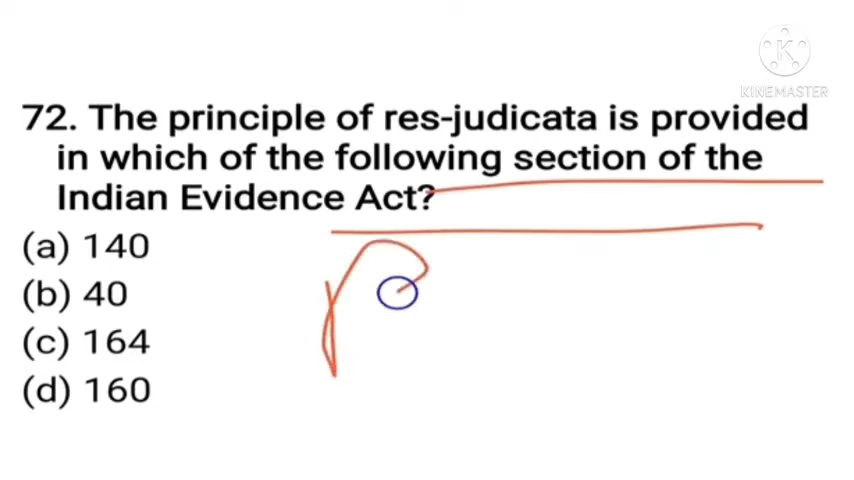 KINEMASTER
72. The principle of res-judicata is provided
in which of the following section of the
Indian Evidence Act?
(a) 140
(b) 40
(c) 164
(d) 160